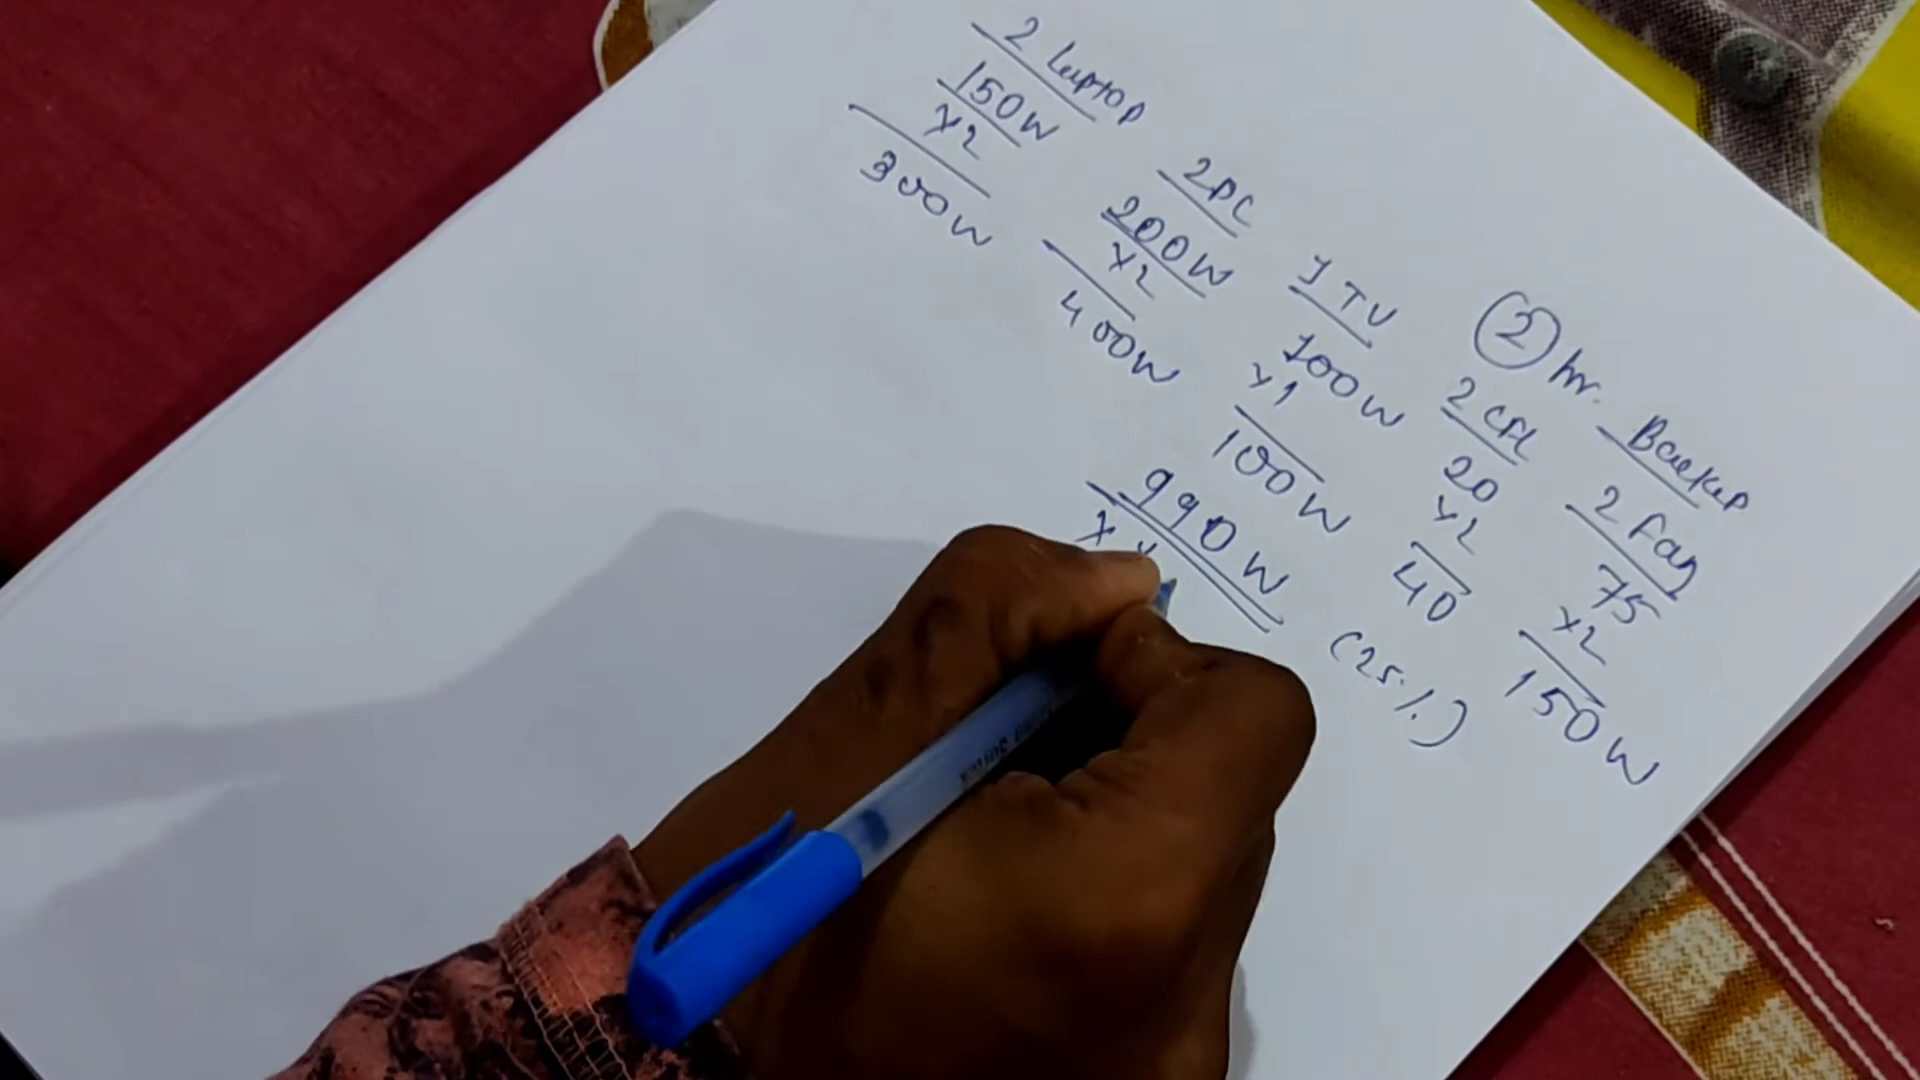 2 Laptop
150W
x2
300W
2PC
200W
x2
400W
1 TV
100W
x1
100W
2 hr. Backup
2 CFL
20
x2
40
2 Fan
75
x2
150W
990W
(25%)